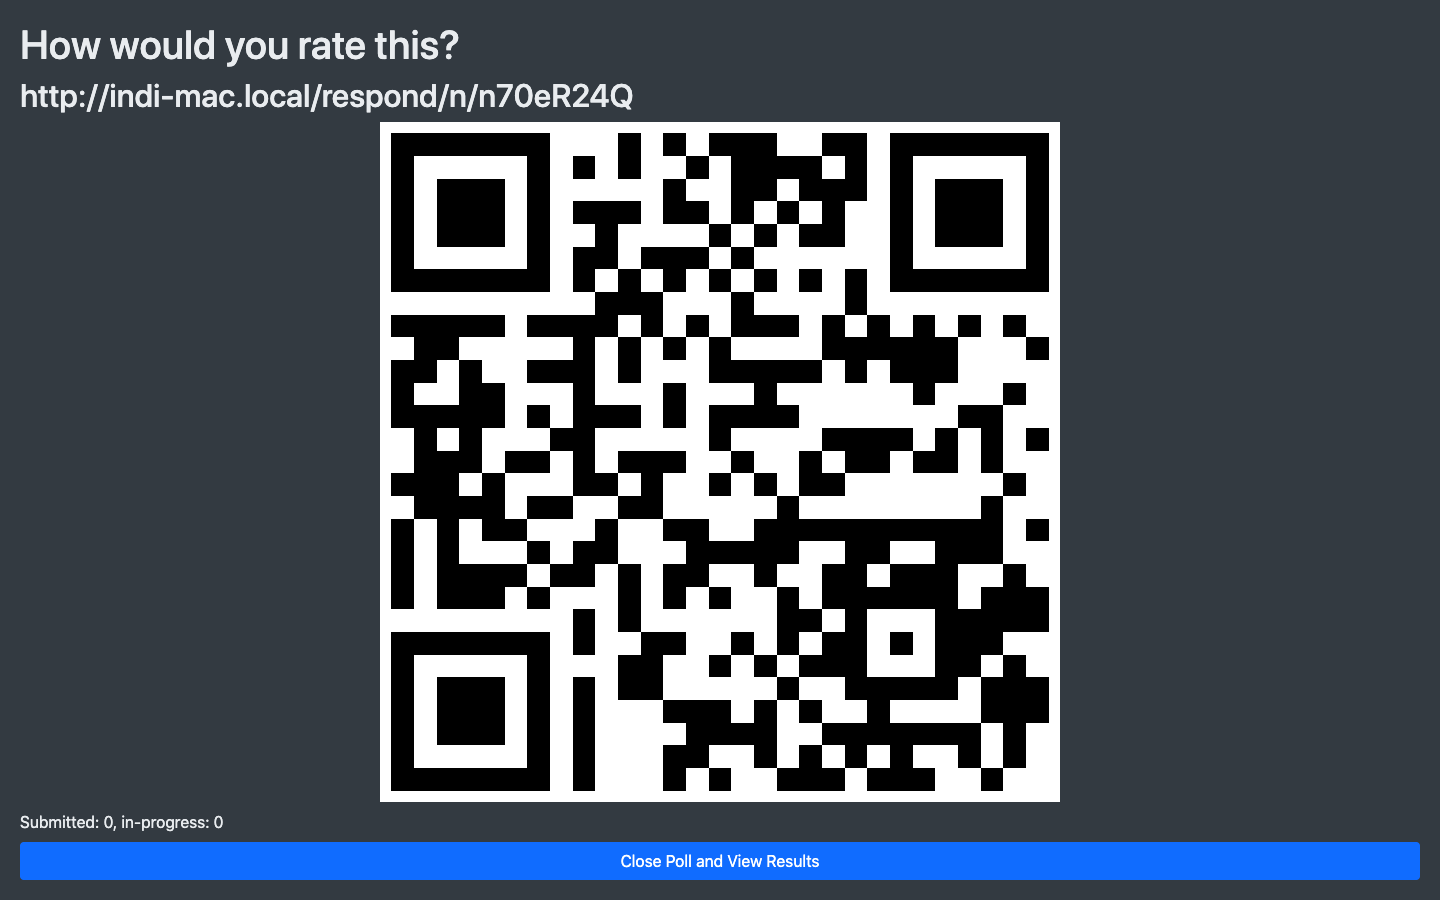 How would you rate this?
http://indi-mac.local/respond/n/n70eR24Q
Submitted: 0, in-progress: 0
Close Poll and View Results